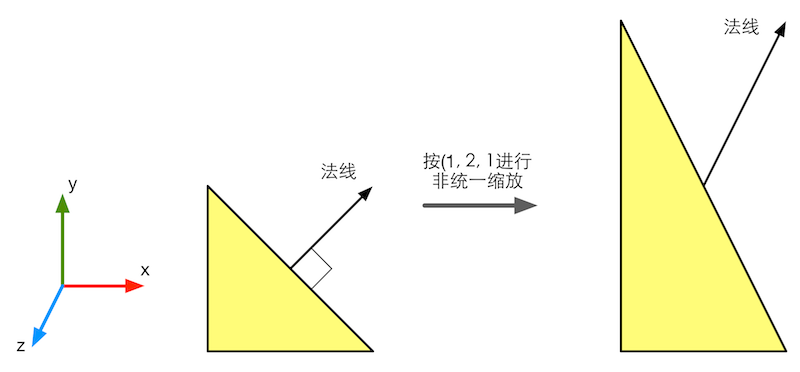 法线
法线
按(1, 2, 1进行
非统一缩放
y
x
z